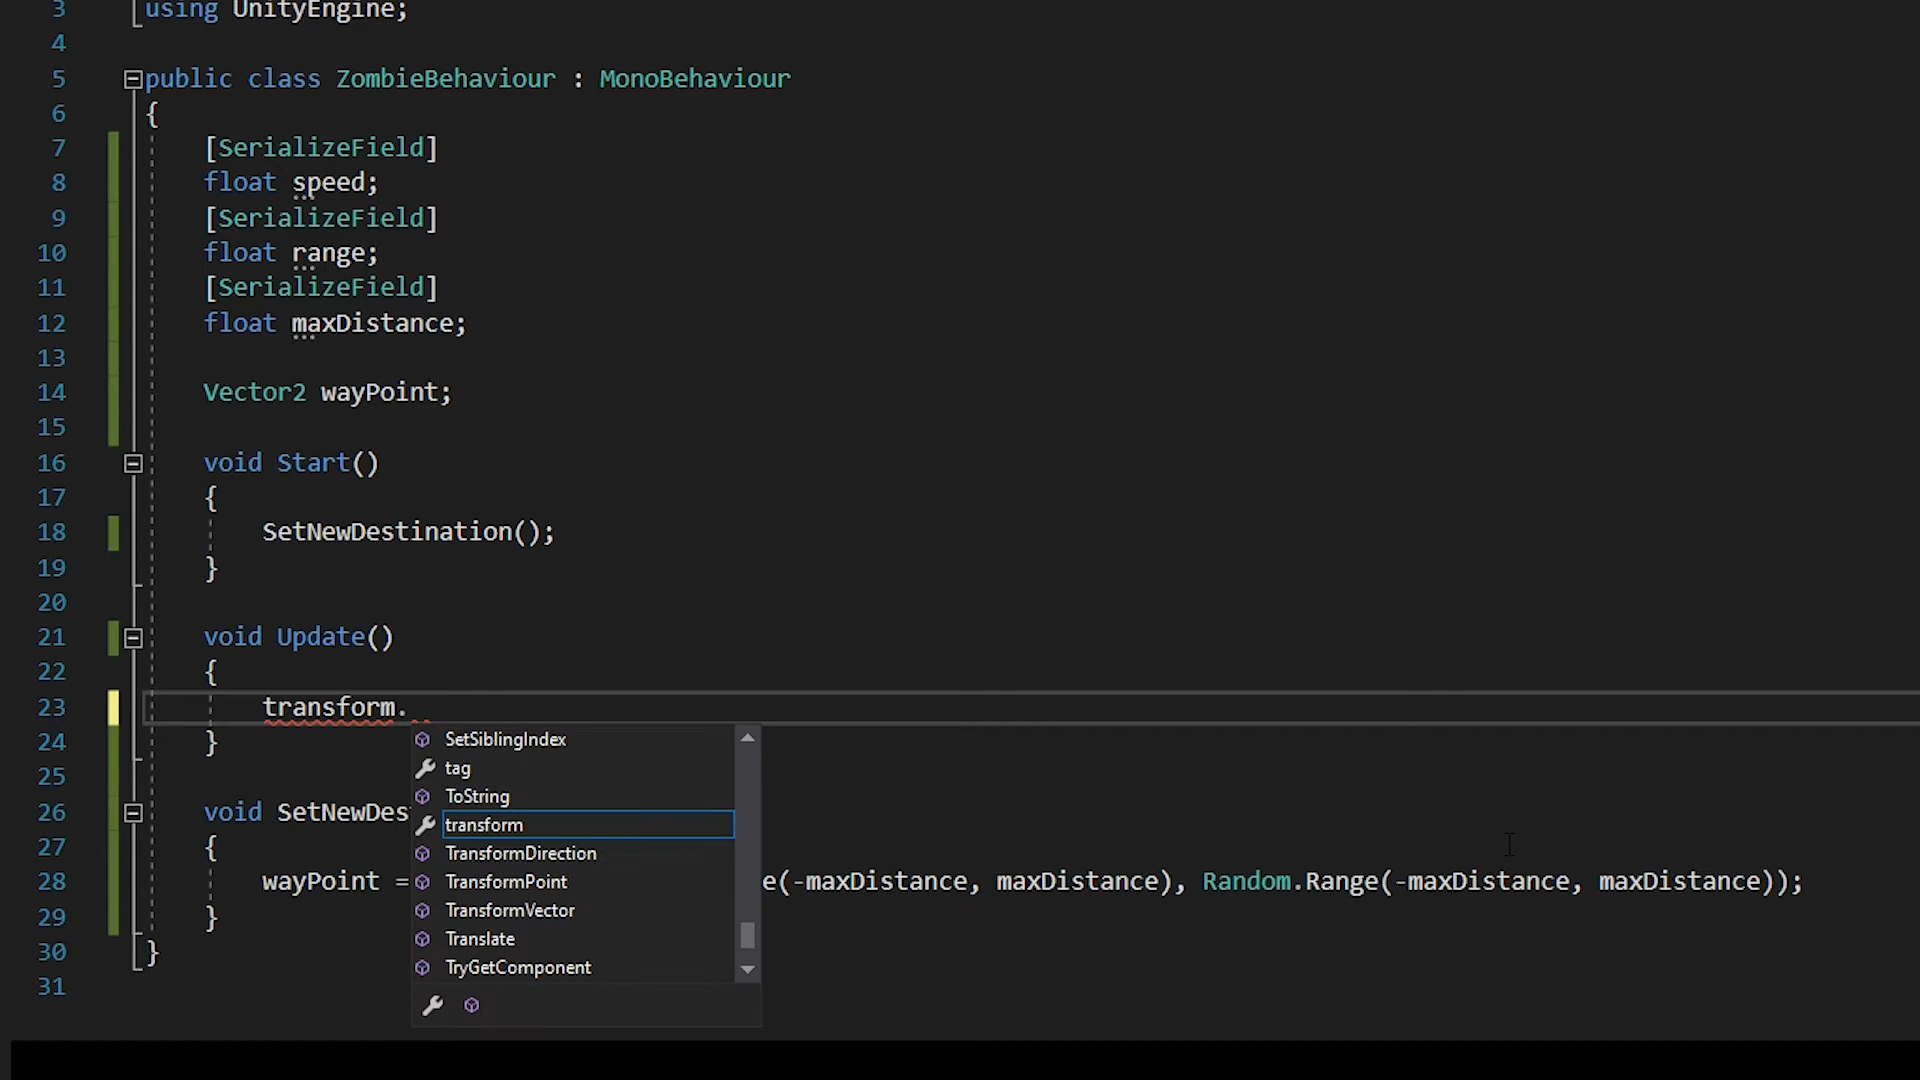 3 using UnityEngine;
4
5 public class ZombieBehaviour : MonoBehaviour
6 {
7 [SerializeField]
8 float speed;
9 [SerializeField]
10 float range;
11 [SerializeField]
12 float maxDistance;
13
14 Vector2 wayPoint;
15
16 void Start()
17 {
18 SetNewDestination();
19 }
20
21 void Update()
22 {
23 transform.
24 }
25
26 void SetNewDes
27 {
28 wayPoint = e(-maxDistance, maxDistance), Random.Range(-maxDistance, maxDistance));
29 }
30 }
31
SetSiblingIndex
tag
ToString
transform
TransformDirection
TransformPoint
TransformVector
Translate
TryGetComponent